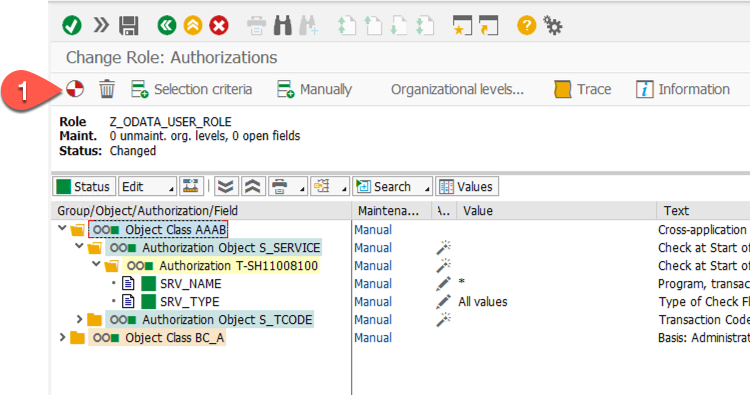 Change Role: Authorizations
1 Selection criteria Manually Organizational levels... Trace Information
Role Z_ODATA_USER_ROLE
Maint. 0 unmaint. org. levels, 0 open fields
Status: Changed
Status Edit Search Values
Group/Object/Authorization/Field Maintena... \.. Value Text
Object Class AAAB Manual Cross-application
Authorization Object S_SERVICE Manual Check at Start of
Authorization T-SH11008100 Manual Check at Start of
SRV_NAME Manual * Program, transac
SRV_TYPE Manual All values Type of Check Fl
Authorization Object S_TCODE Manual Transaction Code
Object Class BC_A Manual Basis: Administrat